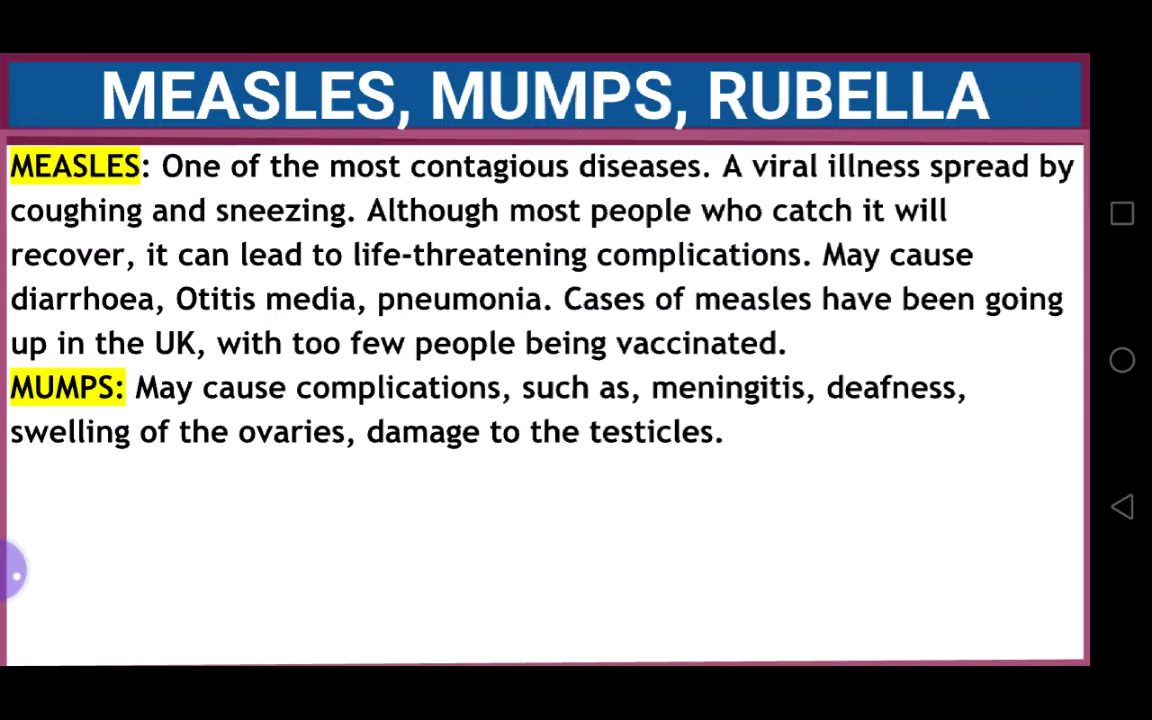 MEASLES, MUMPS, RUBELLA
MEASLES: One of the most contagious diseases. A viral illness spread by
coughing and sneezing. Although most people who catch it will
recover, it can lead to life-threatening complications. May cause
diarrhoea, Otitis media, pneumonia. Cases of measles have been going
up in the UK, with too few people being vaccinated.
MUMPS: May cause complications, such as, meningitis, deafness,
swelling of the ovaries, damage to the testicles.